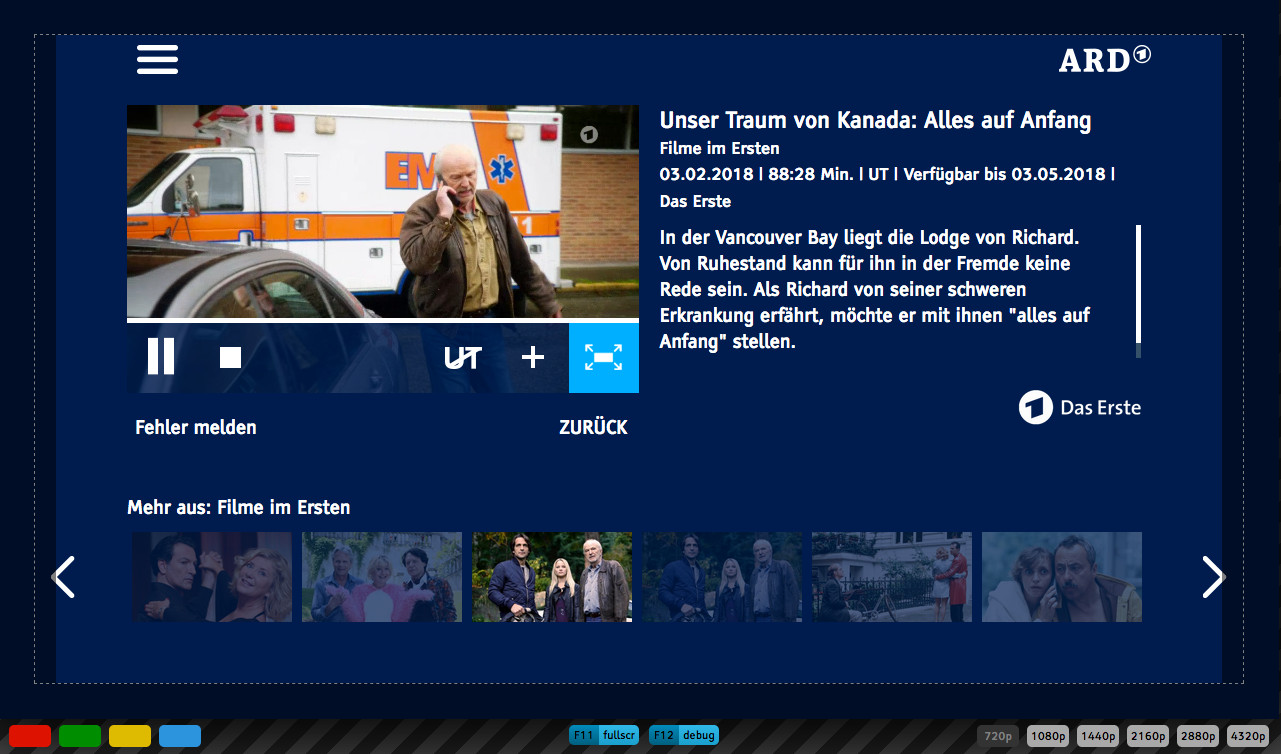 ARD
Unser Traum von Kanada: Alles auf Anfang
Filme im Ersten
03.02.2018 | 88:28 Min. | UT | Verfügbar bis 03.05.2018 |
Das Erste
In der Vancouver Bay liegt die Lodge von Richard.
Von Ruhestand kann für ihn in der Fremde keine
Rede sein. Als Richard von seiner schweren
Erkrankung erfährt, möchte er mit ihnen "alles auf
Anfang" stellen.
EM
1
UT
Das Erste
Fehler melden
ZURÜCK
Mehr aus: Filme im Ersten
F11 fullscr
F12 debug
720p
1080p
1440p
2160p
2880p
4320p